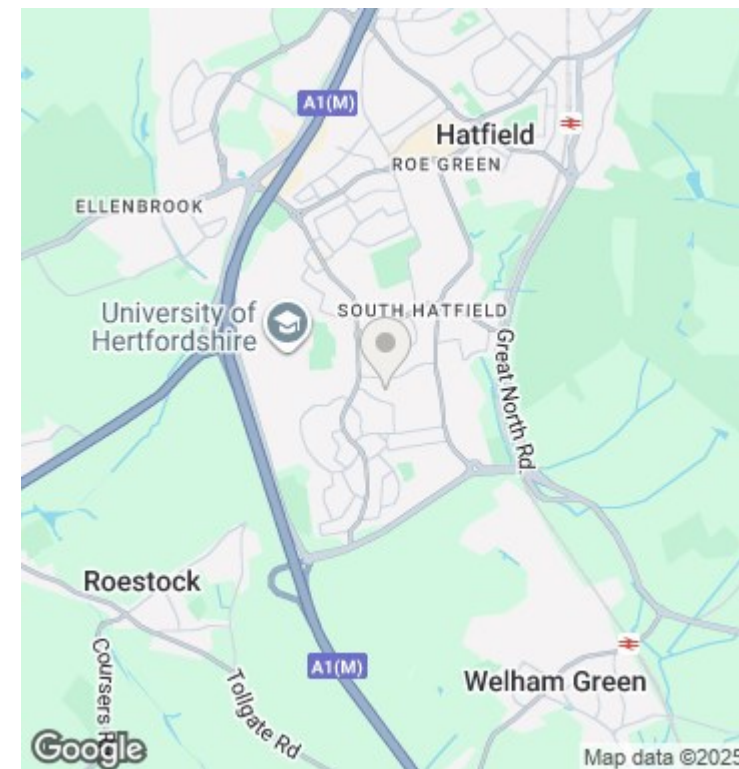 A1(M)
Hatfield
ROE GREEN
ELLENBROOK
University of
Hertfordshire
SOUTH HATFIELD
Great North Rd.
Roestock
Coursers R
Tollgate Rd
A1(M)
Welham Green
Google
Map data ©2025